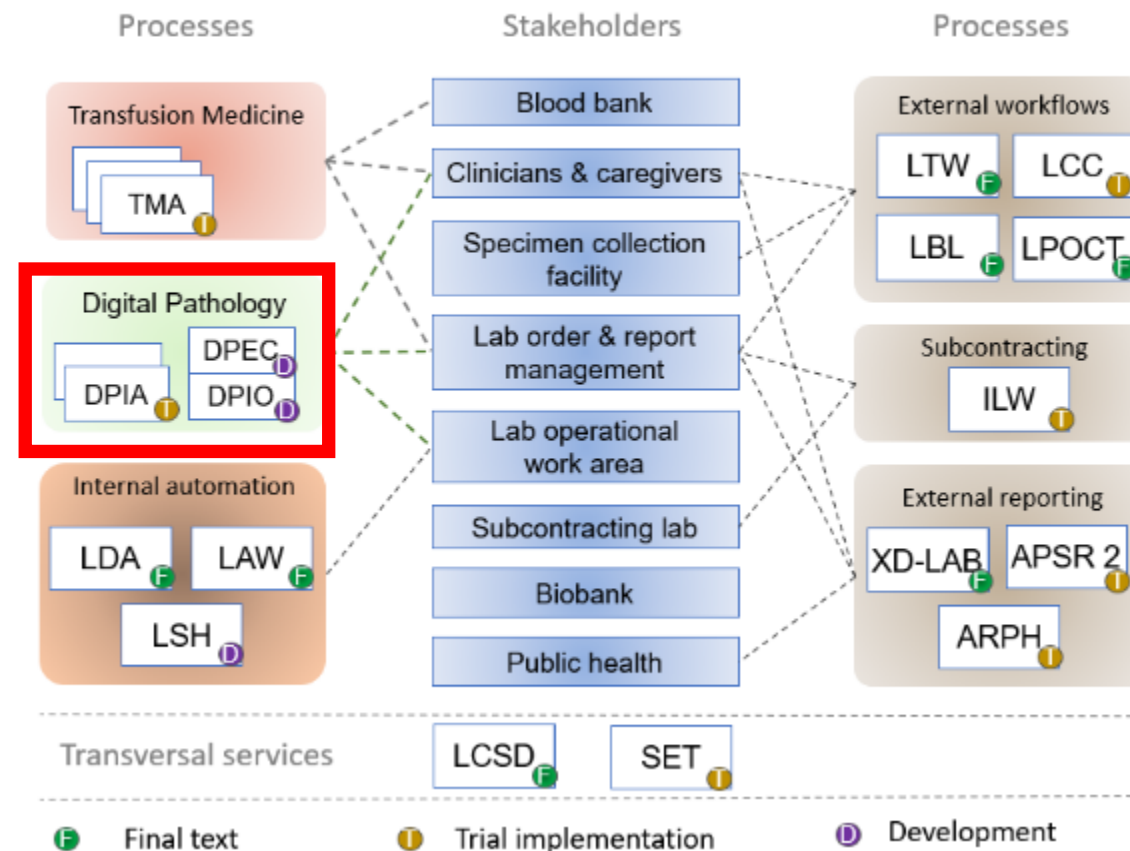 Processes
Stakeholders
Processes
Transfusion Medicine
TMA
T
Digital Pathology
DPIA
T
DPEC
D
DPIO
D
Internal automation
LDA
F
LAW
F
LSH
D
Blood bank
Clinicians & caregivers
Specimen collection
facility
Lab order & report
management
Lab operational
work area
Subcontracting lab
Biobank
Public health
External workflows
LTW
F
LCC
T
LBL
F
LPOCT
F
Subcontracting
ILW
T
External reporting
XD-LAB
F
APSR 2
T
ARPH
T
Transversal services
LCSD
F
SET
T
F Final text
T Trial implementation
D Development